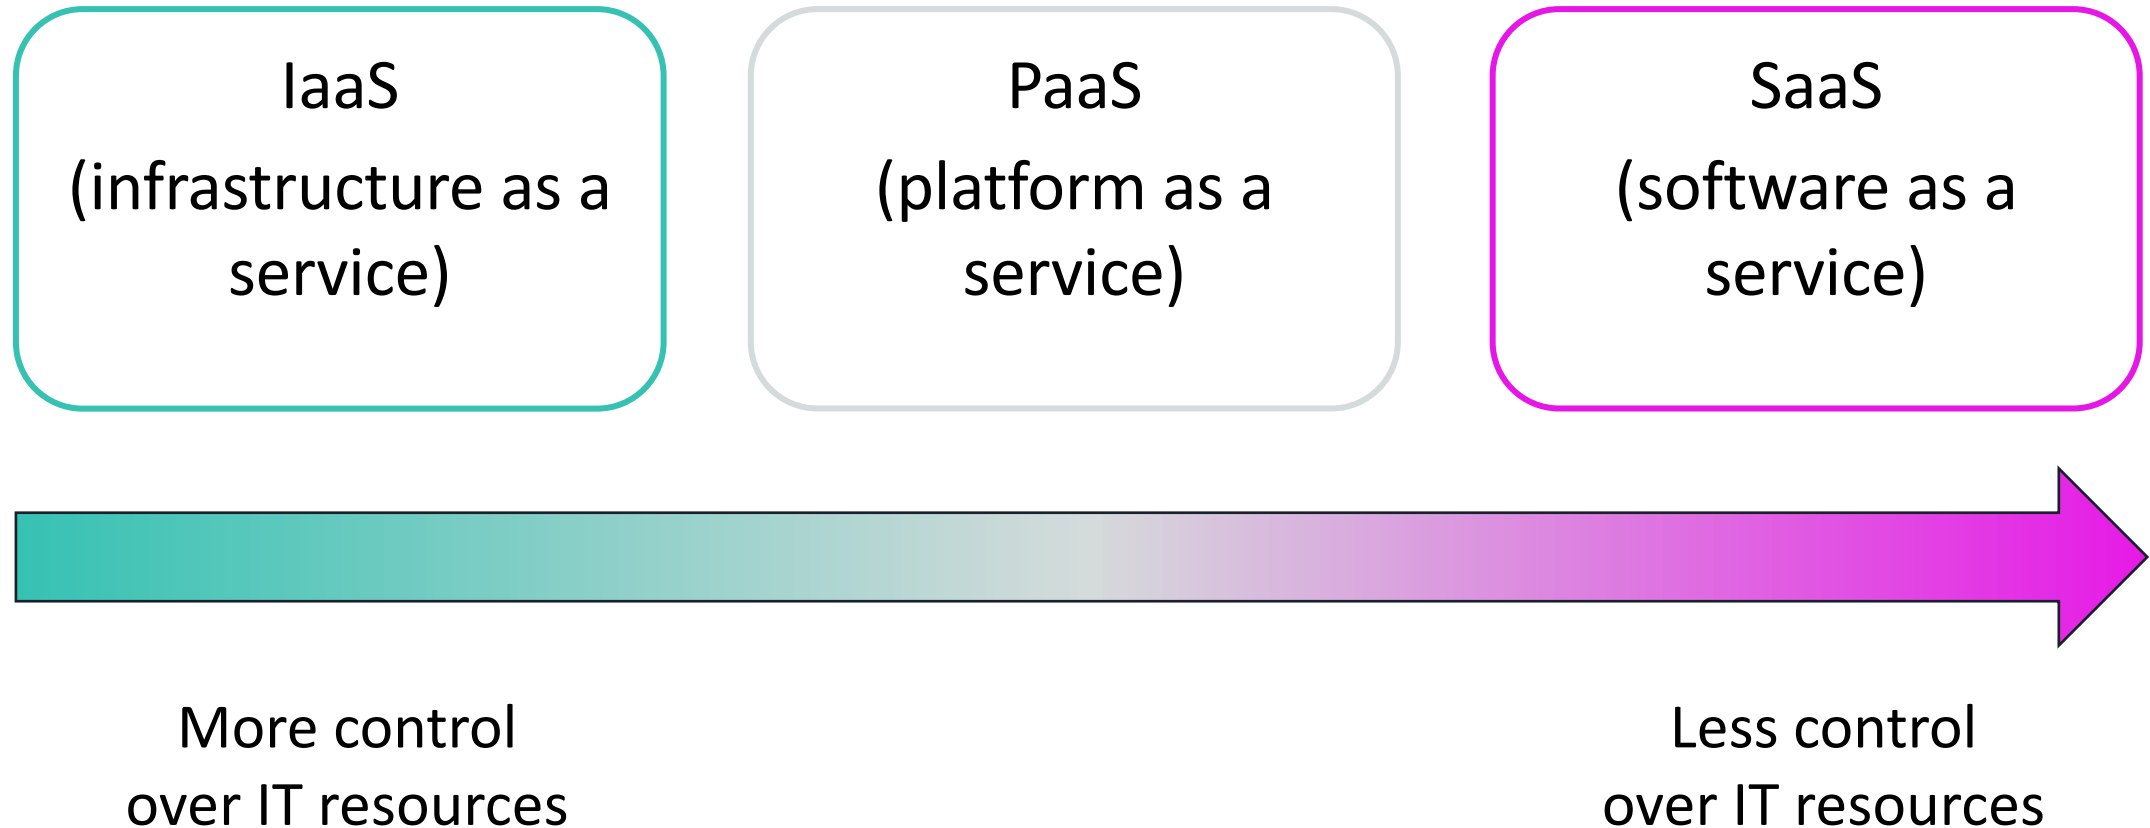 IaaS
(infrastructure as a
service)
PaaS
(platform as a
service)
SaaS
(software as a
service)
More control
over IT resources
Less control
over IT resources